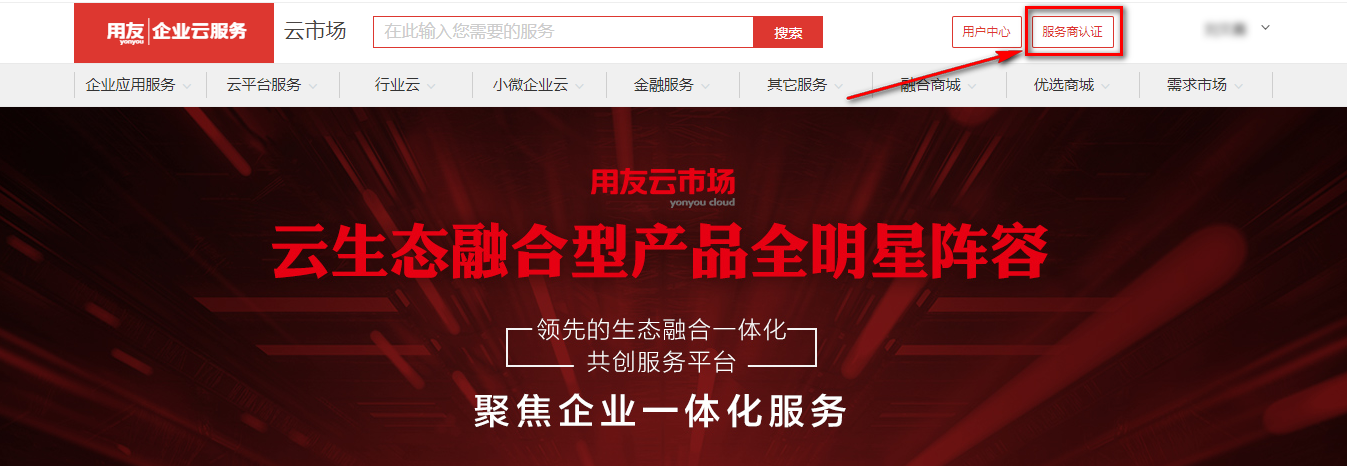 用友 企业云服务 云市场 在此输入您需要的服务 搜索 用户中心 服务商认证
yonyou
企业应用服务 云平台服务 行业云 小微企业云 金融服务 其它服务 融合商城 优选商城 需求市场
用友云市场
yonyou cloud
云生态融合型产品全明星阵容
领先的生态融合一体化
共创服务平台
聚焦企业一体化服务